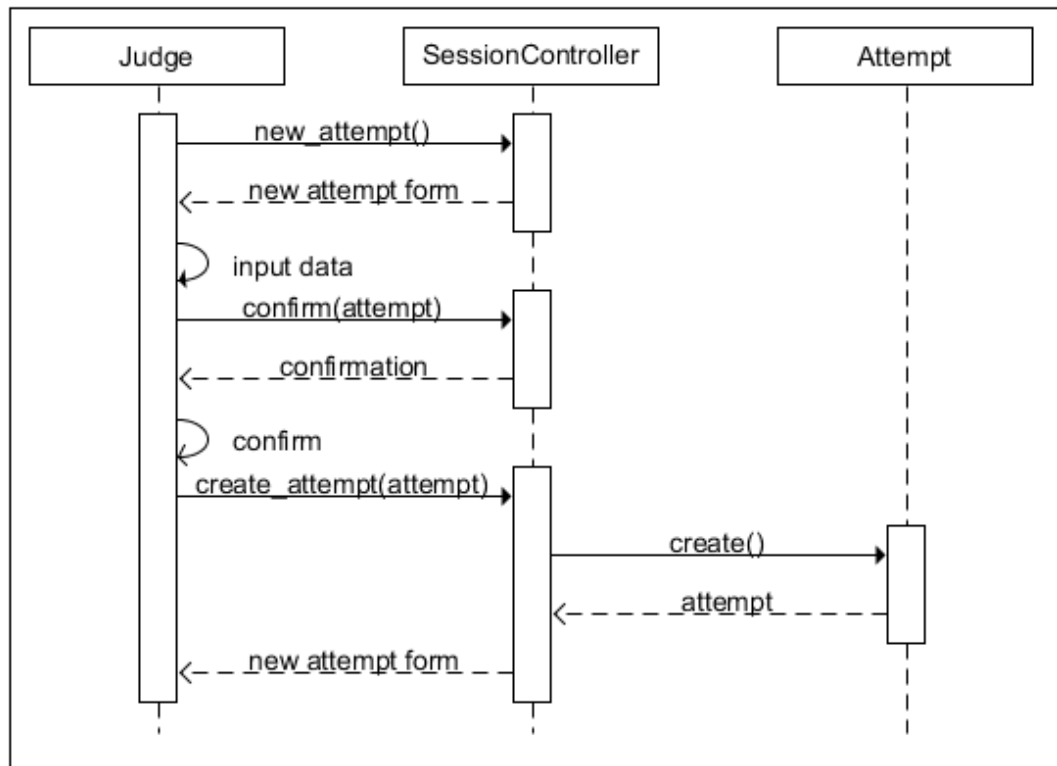 Judge
SessionController
Attempt
new_attempt()
new attempt form
input data
confirm(attempt)
confirmation
confirm
create_attempt(attempt)
create()
attempt
new attempt form